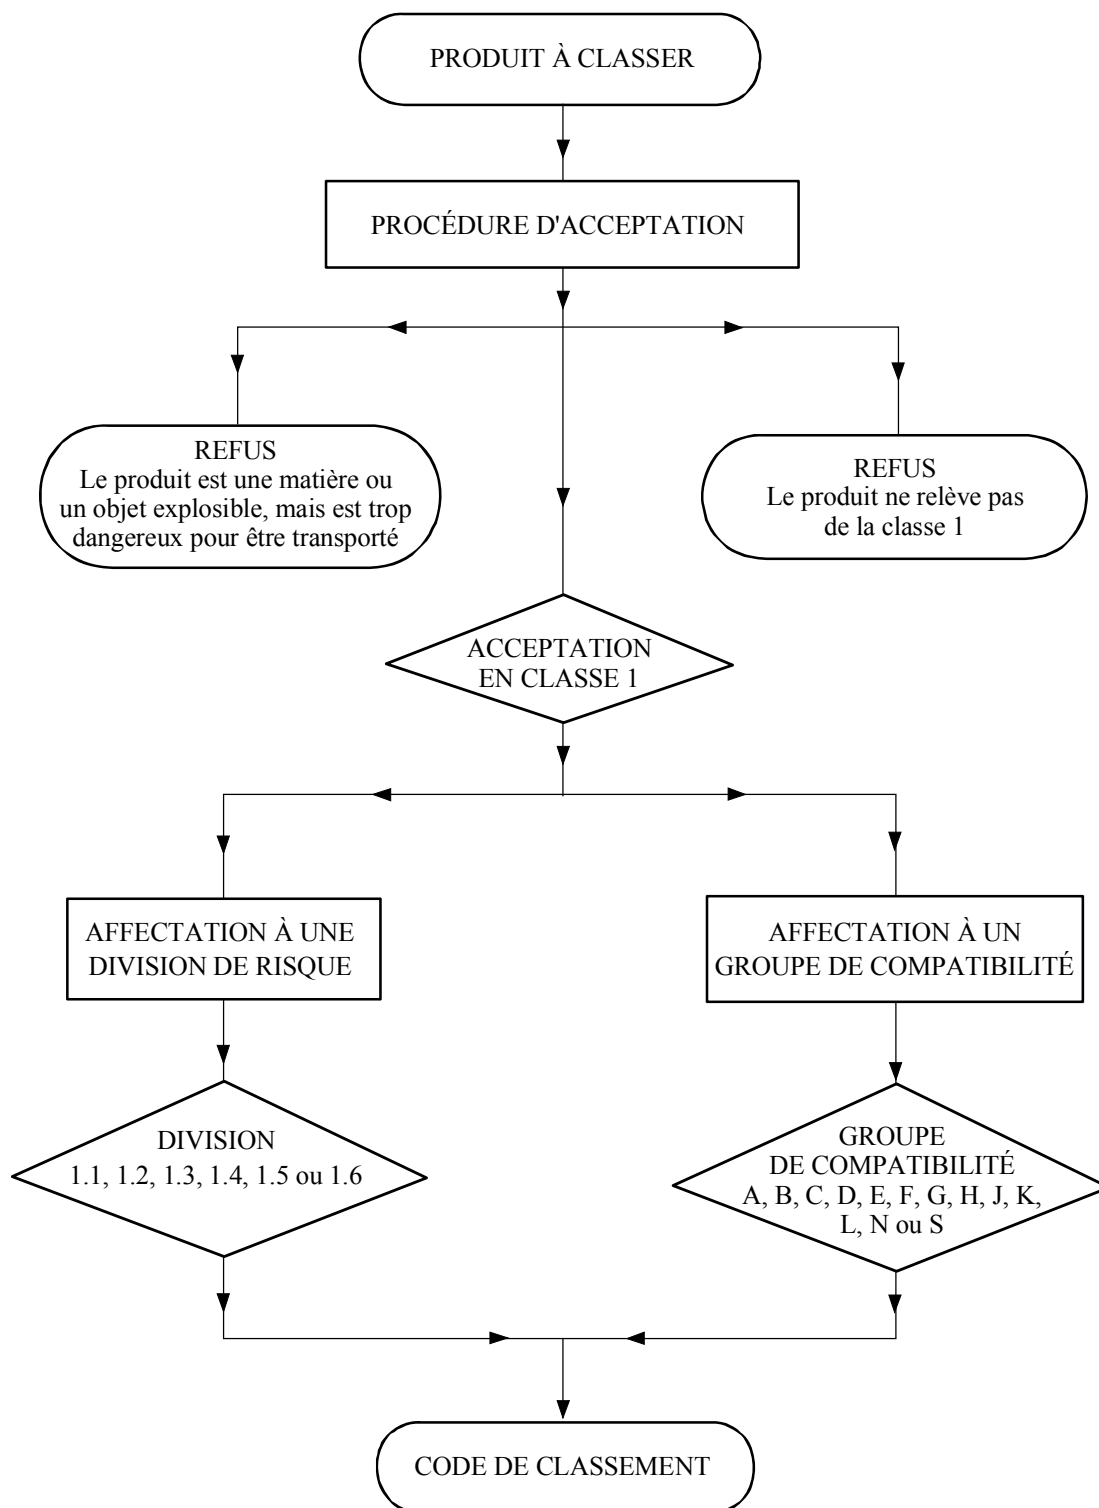 PRODUIT À CLASSER
PROCÉDURE D'ACCEPTATION
REFUS
Le produit est une matière ou
un objet explosible, mais est trop
dangereux pour être transporté
REFUS
Le produit ne relève pas
de la classe 1
ACCEPTATION
EN CLASSE 1
AFFECTATION À UNE
DIVISION DE RISQUE
AFFECTATION À UN
GROUPE DE COMPATIBILITÉ
DIVISION
1.1, 1.2, 1.3, 1.4, 1.5 ou 1.6
GROUPE
DE COMPATIBILITÉ
A, B, C, D, E, F, G, H, J, K,
L, N ou S
CODE DE CLASSEMENT